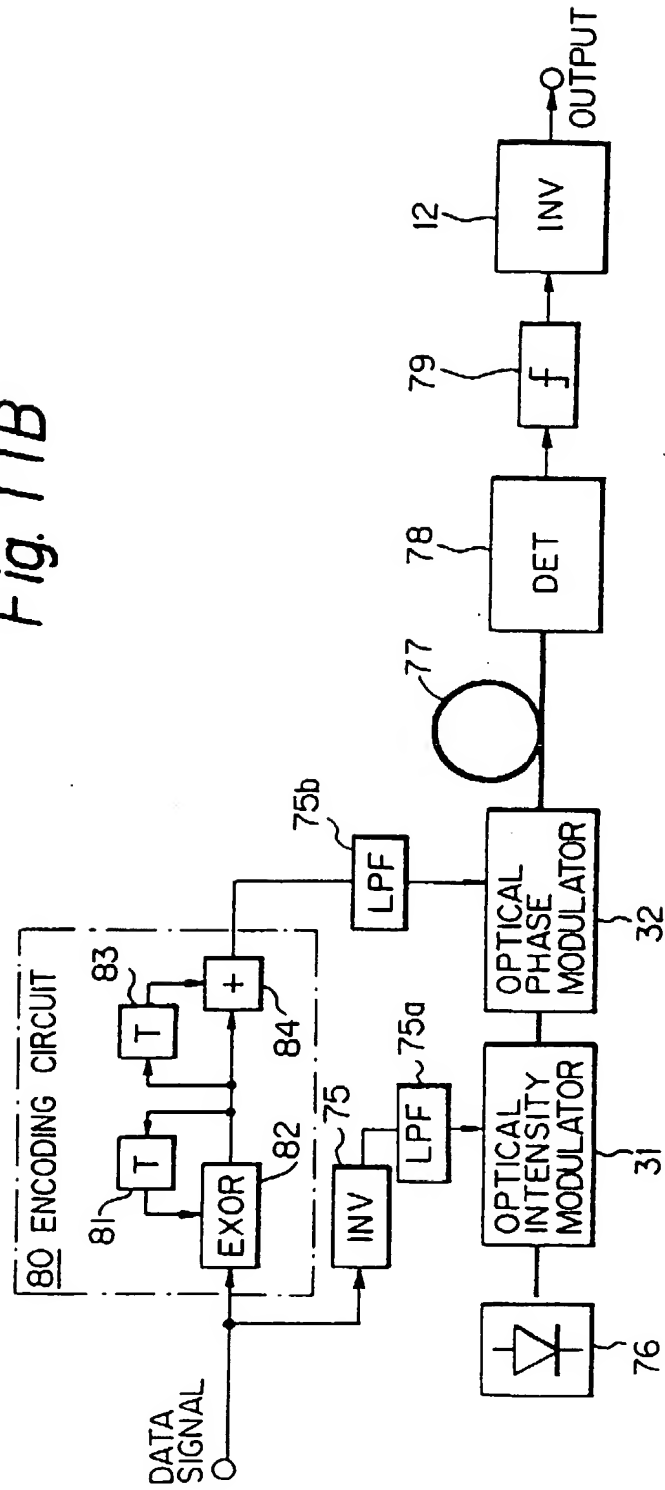 Fig. 11B
80 ENCODING CIRCUIT
81
T
83
T
EXOR
82
+
84
DATA
SIGNAL
INV
75
LPF
75a
LPF
75b
76
OPTICAL
INTENSITY
MODULATOR
31
OPTICAL
PHASE
MODULATOR
32
77
DET
78
79
INV
12
OUTPUT